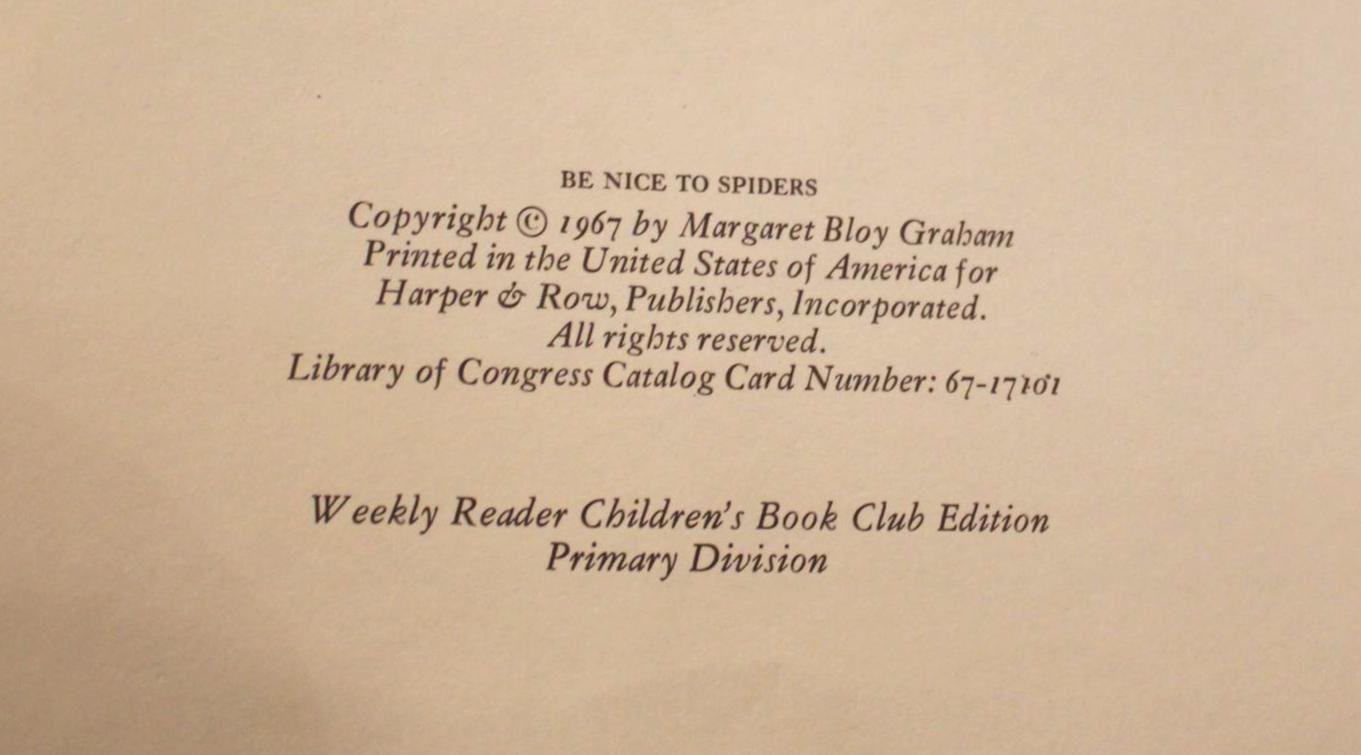 BE NICE TO SPIDERS
Copyright © 1967 by Margaret Bloy Graham
Printed in the United States of America for
Harper & Row, Publishers, Incorporated.
All rights reserved.
Library of Congress Catalog Card Number: 67-17101
Weekly Reader Children's Book Club Edition
Primary Division